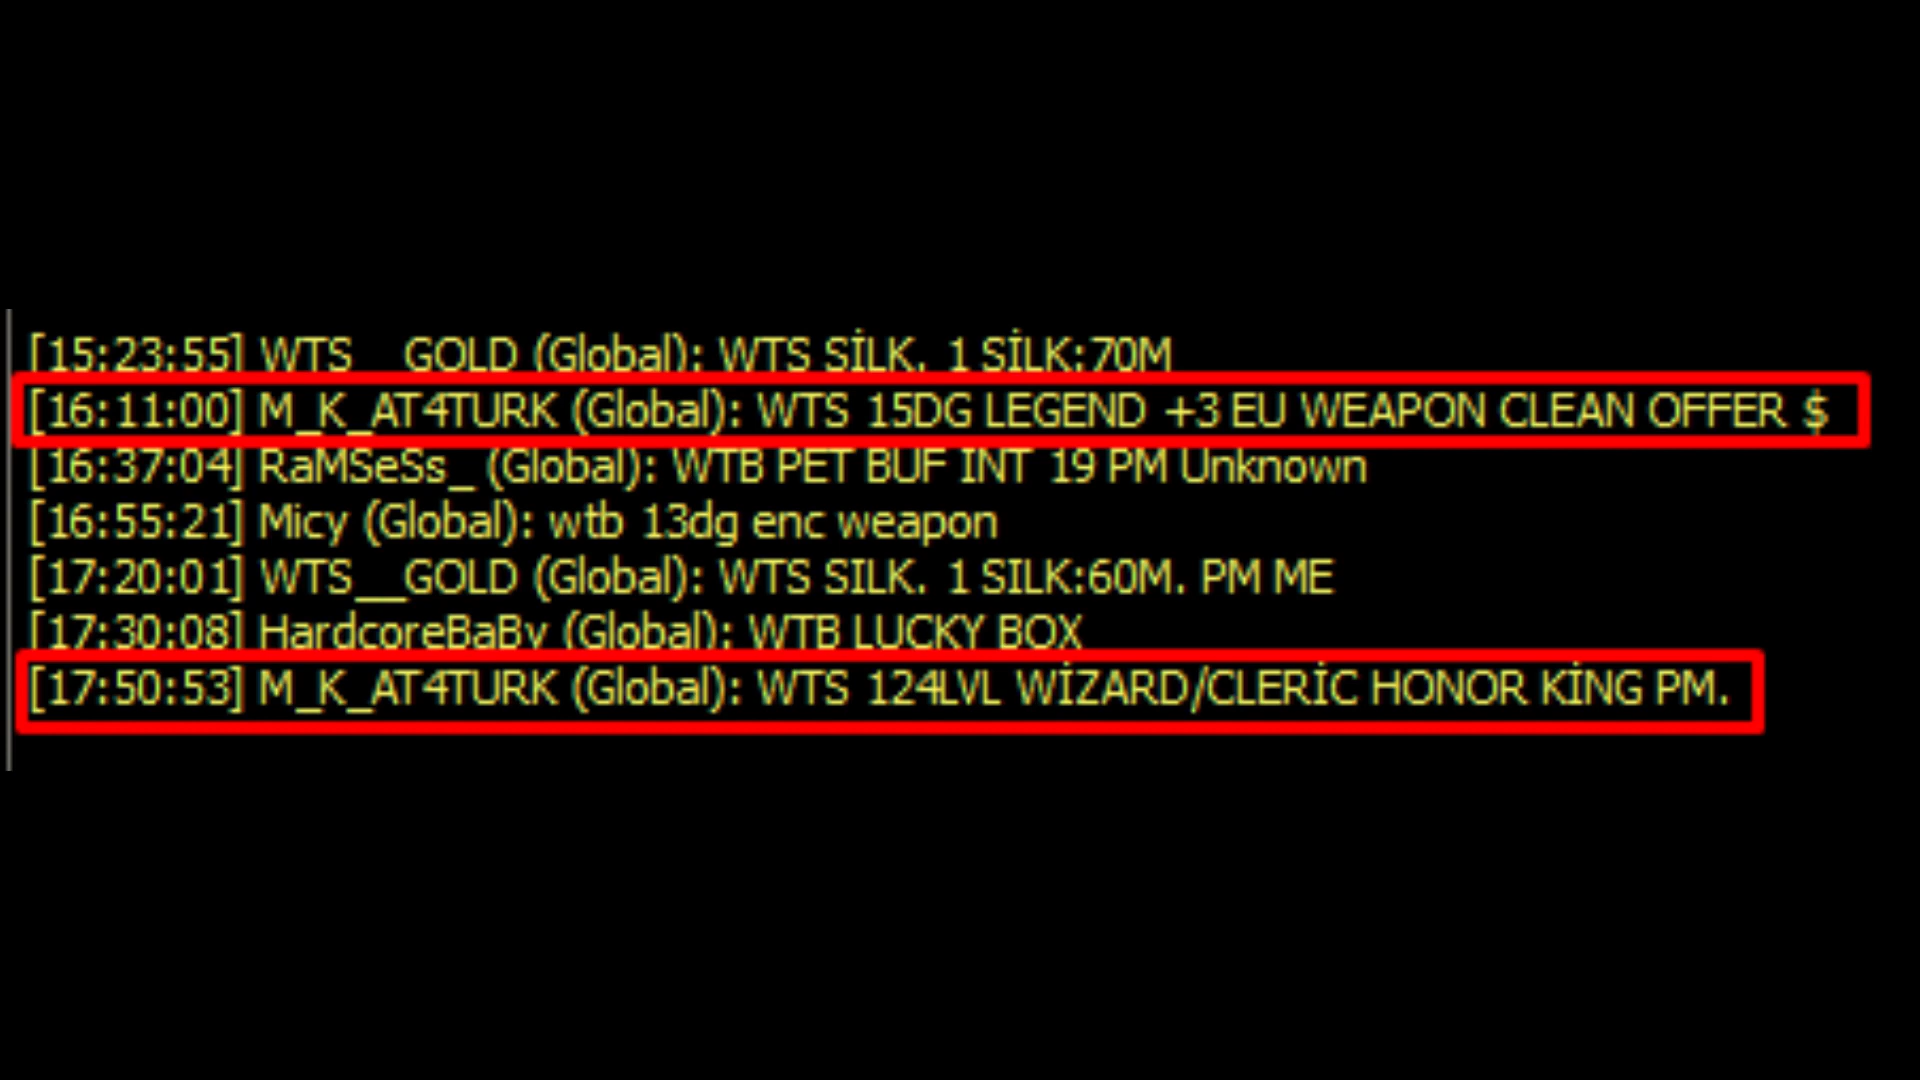 [15:23:55] WTS__GOLD (Global): WTS SİLK. 1 SİLK:70M
[16:11:00] M_K_AT4TURK (Global): WTS 15DG LEGEND +3 EU WEAPON CLEAN OFFER $
[16:37:04] RaMSeSs_ (Global): WTB PET BUF INT 19 PM Unknown
[16:55:21] Micy (Global): wtb 13dg enc weapon
[17:20:01] WTS__GOLD (Global): WTS SILK. 1 SILK:60M. PM ME
[17:30:08] HardcoreBaBy (Global): WTB LUCKY BOX
[17:50:53] M_K_AT4TURK (Global): WTS 124LVL WİZARD/CLERİC HONOR KİNG PM.